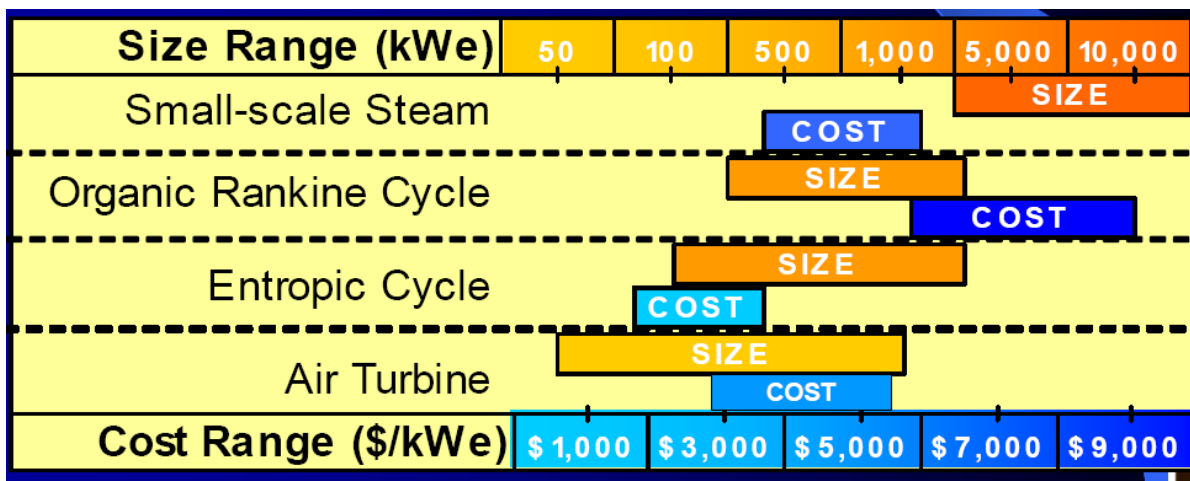 Size Range (kWe) 50 100 500 1,000 5,000 10,000
SIZE
Small-scale Steam
COST
SIZE
Organic Rankine Cycle
COST
SIZE
Entropic Cycle
COST
SIZE
Air Turbine
COST
Cost Range ($/kWe) $1,000 $3,000 $5,000 $7,000 $9,000